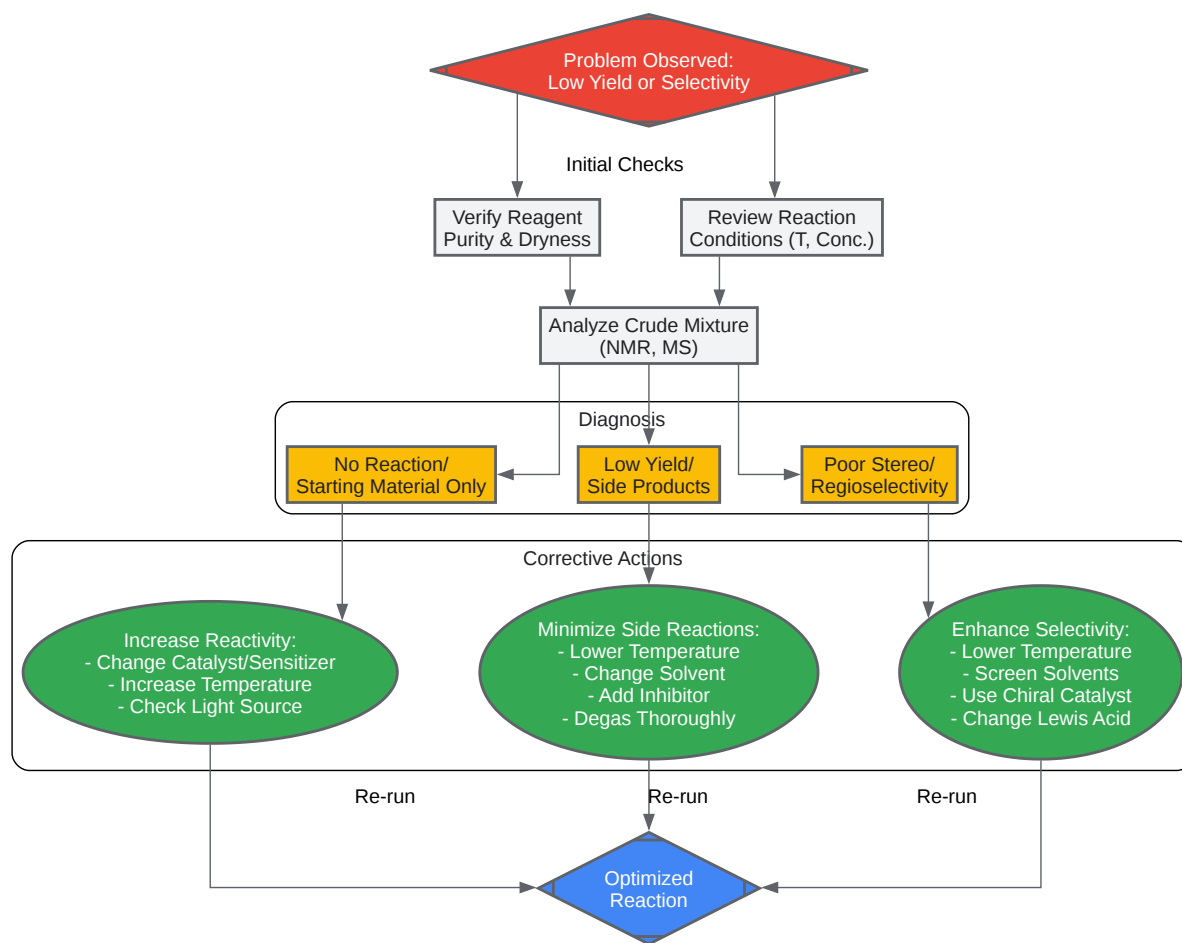 Problem Observed:
Low Yield or Selectivity
Initial Checks
Verify Reagent
Purity & Dryness
Review Reaction
Conditions (T, Conc.)
Analyze Crude Mixture
(NMR, MS)
Diagnosis
No Reaction/
Starting Material Only
Low Yield/
Side Products
Poor Stereo/
Regioselectivity
Corrective Actions
Increase Reactivity:
- Change Catalyst/Sensitizer
- Increase Temperature
- Check Light Source
Minimize Side Reactions:
- Lower Temperature
- Change Solvent
- Add Inhibitor
- Degas Thoroughly
Enhance Selectivity:
- Lower Temperature
- Screen Solvents
- Use Chiral Catalyst
- Change Lewis Acid
Re-run
Re-run
Re-run
Optimized
Reaction